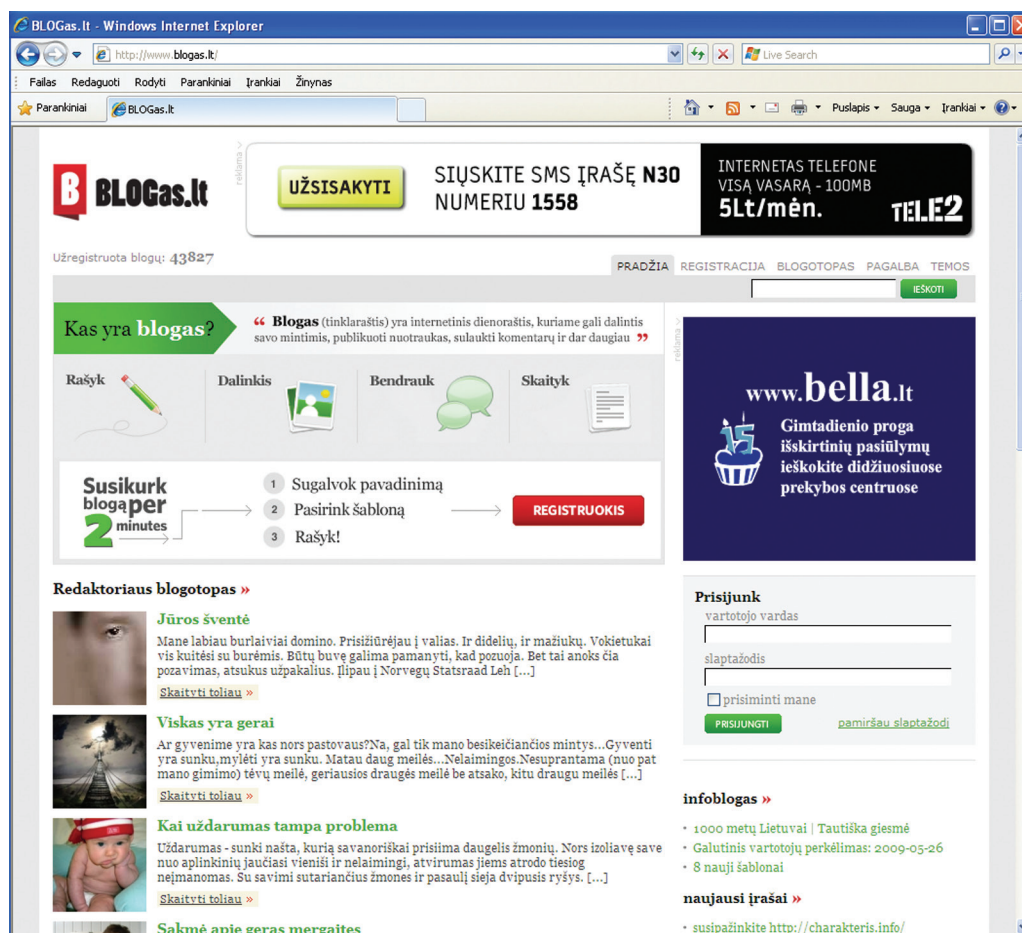 BLOGas.lt - Windows Internet Explorer
http://www.blogas.lt/
Live Search
Failas Redaguoti Rodyti Parankiniai Įrankiai Žinynas
Parankiniai BLOGas.lt Puslapis Sauga Įrankiai
reklama
B BLOGas.lt
UŽSISAKYTI
SIŲSKITE SMS ĮRAŠĘ N30
NUMERIU 1558
INTERNETAS TELEFONE
VISĄ VASARĄ - 100MB
5Lt/mėn.
TELE2
Užregistruota blogų: 43827
PRADŽIA REGISTRACIJA BLOGOTOPAS PAGALBA TEMOS
IEŠKOTI
Kas yra blogas?
“ Blogas (tinklaraštis) yra internetinis dienoraštis, kuriame gali dalintis
savo mintimis, publikuoti nuotraukas, sulaukti komentarų ir dar daugiau ”
Rašyk Dalinkis Bendrauk Skaityk
Susikurk
blogą per
2 minutes
1 Sugalvok pavadinimą
2 Pasirink šabloną
3 Rašyk!
REGISTRUOKIS
reklama
www.bella.lt
15
Gimtadienio proga
išskirtinių pasiūlymų
ieškokite didžiuosiuose
prekybos centruose
Redaktoriaus blogotopas »
Jūros šventė
Mane labiau burlaiviai domino. Prisižiūrėjau į valias. Ir didelių, ir mažiukų. Vokietukai
vis kuitėsi su burėmis. Būtų buvę galima pamanyti, kad pozuoja. Bet tai anoks čia
pozavimas, atsukus užpakalius. Įlipau į Norvegų Statsraad Leh [...]
Skaityti toliau »
Viskas yra gerai
Ar gyvenime yra kas nors pastovaus?Na, gal tik mano besikeičiančios mintys...Gyventi
yra sunku,mylėti yra sunku. Matau daug meilės...Nelaimingos.Nesuprantama (nuo pat
mano gimimo) tėvų meilė, geriausios draugės meilė be atsako, kitu draugu meilės [...]
Skaityti toliau »
Kai uždarumas tampa problema
Uždarumas - sunki našta, kurią savanoriškai prisiima daugelis žmonių. Nors izoliavę save
nuo aplinkinių jaučiasi vieniši ir nelaimingi, atvirumas jiems atrodo tiesiog
neįmanomas. Su savimi sutariančius žmones ir pasaulį sieja dvipusis ryšys. [...]
Skaityti toliau »
Sakmė apie geras mergaites
Prisijunk
vartotojo vardas
slaptažodis
prisiminti mane
PRISIJUNGTI pamiršau slaptažodį
infoblogas »
• 1000 metų Lietuvai | Tautiška giesmė
• Galutinis vartotojų perkėlimas: 2009-05-26
• 8 nauji šablonai
naujausi įrašai »
• susipažinkite http://charakteris.info/